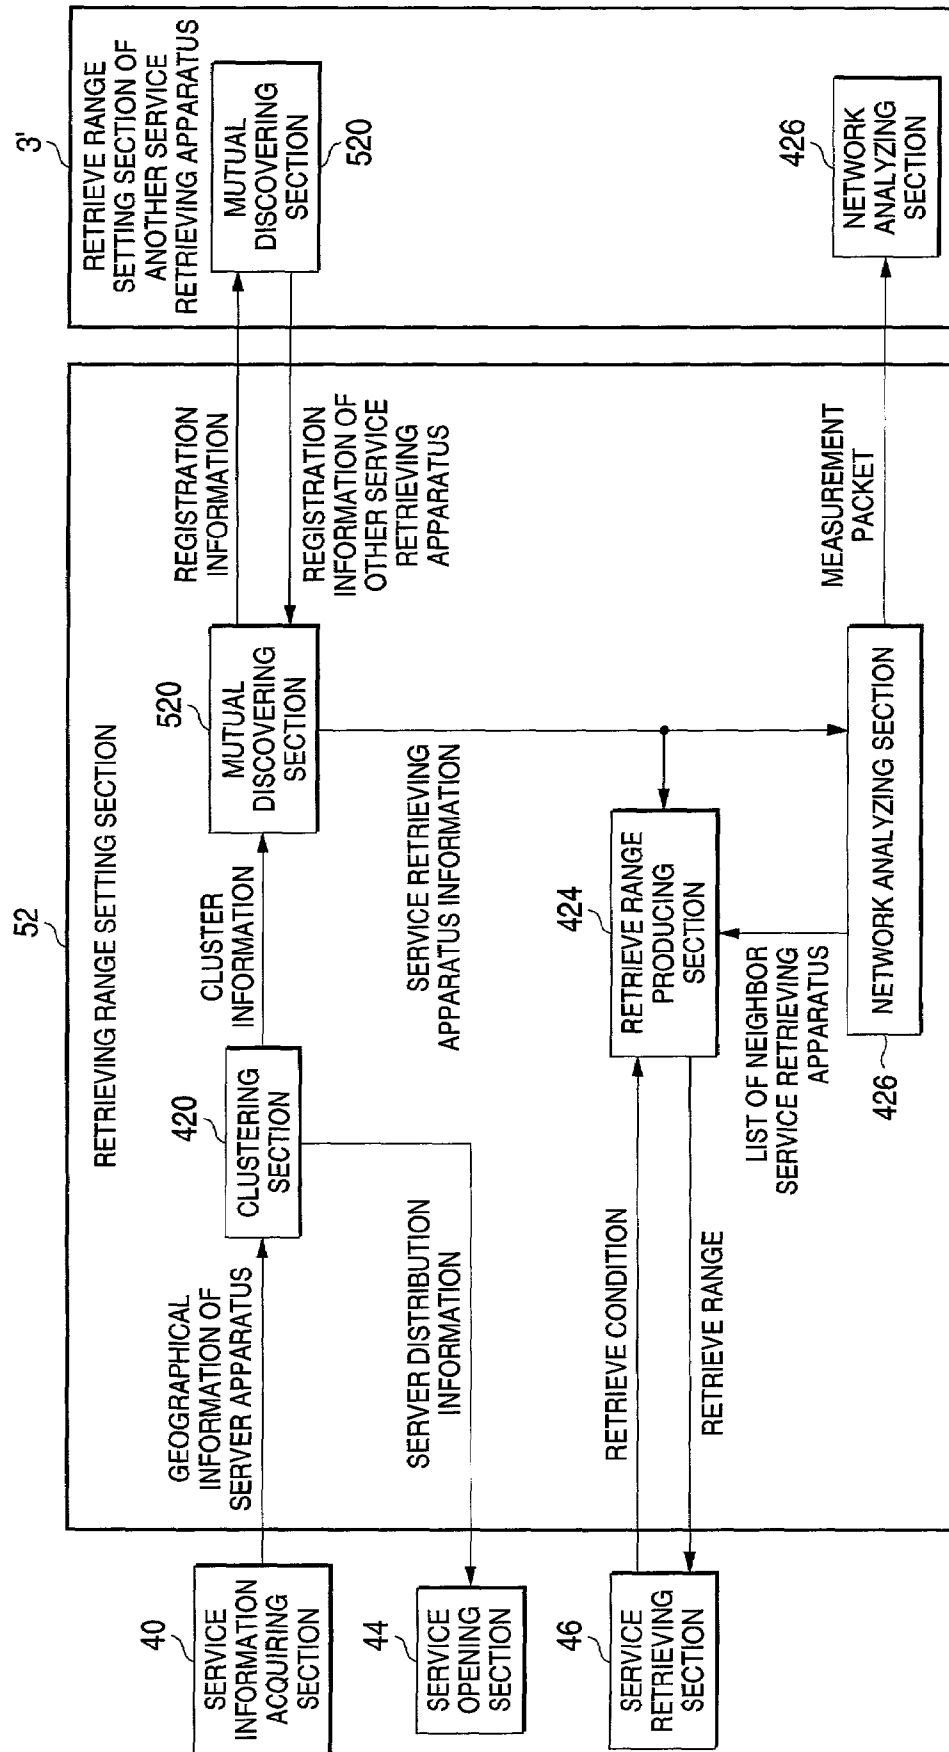 52
RETRIEVING RANGE SETTING SECTION
3'
RETRIEVE RANGE
SETTING SECTION OF
ANOTHER SERVICE
RETRIEVING APPARATUS
40
SERVICE
INFORMATION
ACQUIRING
SECTION
GEOGRAPHICAL
INFORMATION OF
SERVER APPARATUS
420
CLUSTERING
SECTION
CLUSTER
INFORMATION
520
MUTUAL
DISCOVERING
SECTION
REGISTRATION
INFORMATION
REGISTRATION
INFORMATION OF
OTHER SERVICE
RETRIEVING
APPARATUS
MUTUAL
DISCOVERING
SECTION
520
44
SERVICE
OPENING
SECTION
SERVER DISTRIBUTION
INFORMATION
SERVICE RETRIEVING
APPARATUS INFORMATION
46
SERVICE
RETRIEVING
SECTION
RETRIEVE CONDITION
RETRIEVE RANGE
424
RETRIEVE RANGE
PRODUCING
SECTION
LIST OF NEIGHBOR
SERVICE RETRIEVING
APPARATUS
426
NETWORK ANALYZING SECTION
MEASUREMENT
PACKET
426
NETWORK
ANALYZING
SECTION